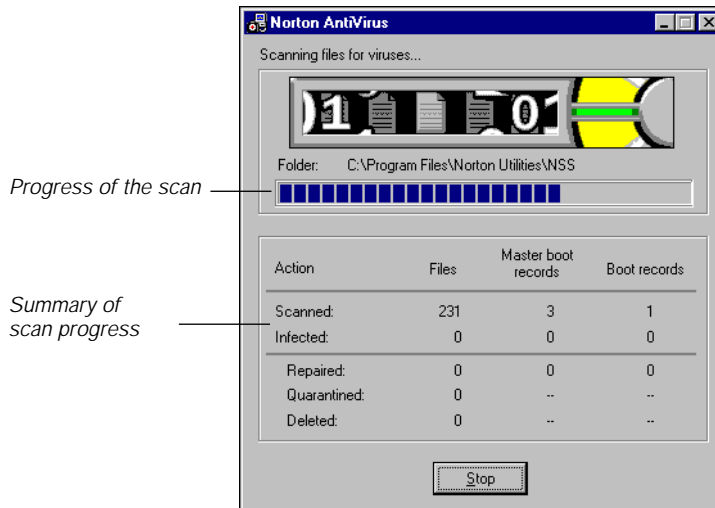 Norton AntiVirus
Scanning files for viruses...
01 01
Folder: C:\Program Files\Norton Utilities\NSS
Progress of the scan
Action Files Master boot records Boot records
Summary of
scan progress
Scanned: 231 3 1
Infected: 0 0 0
Repaired: 0 0 0
Quarantined: 0 -- --
Deleted: 0 -- --
Stop